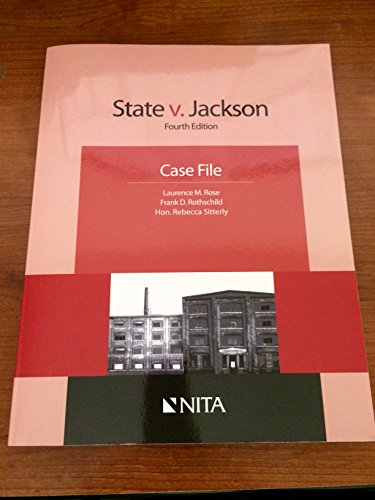 State v. Jackson
Fourth Edition
Case File
Laurence M. Rose
Frank D. Rothschild
Hon. Rebecca Sitterly
NITA